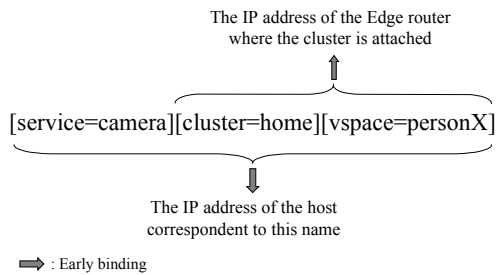 The IP address of the Edge router
where the cluster is attached
[service=camera][cluster=home][vspace=personX]
The IP address of the host
correspondent to this name
: Early binding